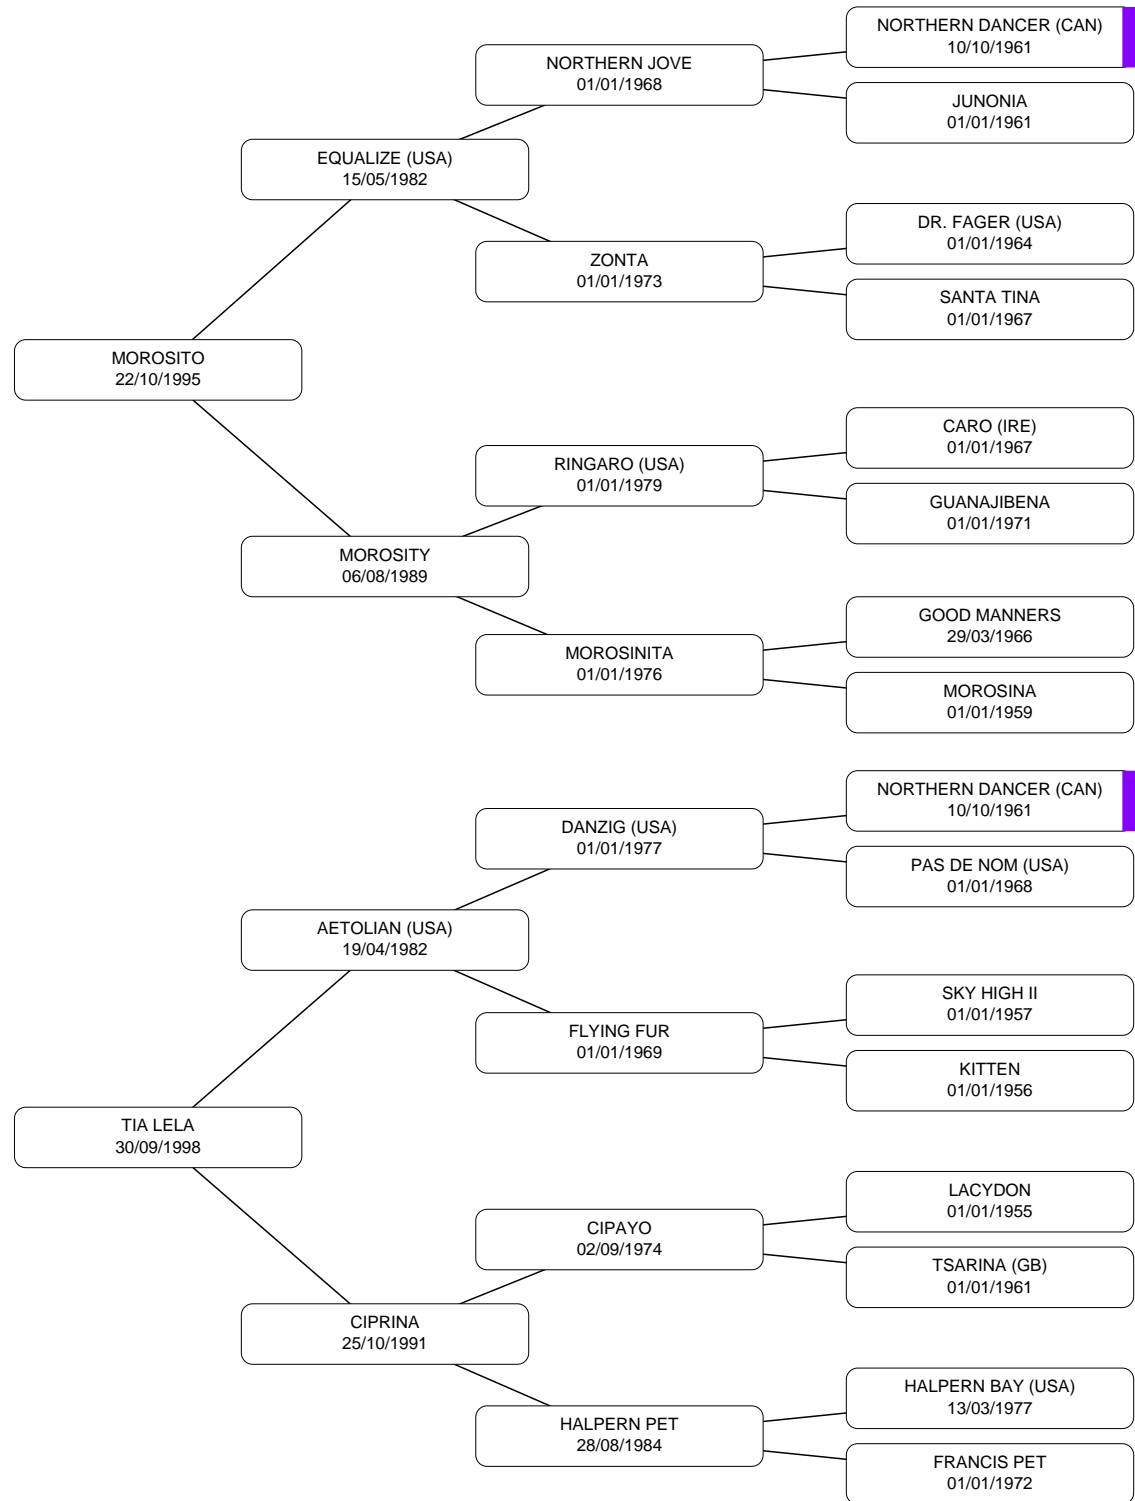 NORTHERN DANCER (CAN)
10/10/1961
NORTHERN JOVE
01/01/1968
JUNONIA
01/01/1961
EQUALIZE (USA)
15/05/1982
DR. FAGER (USA)
01/01/1964
ZONTA
01/01/1973
SANTA TINA
01/01/1967
MOROSITO
22/10/1995
CARO (IRE)
01/01/1967
RINGARO (USA)
01/01/1979
GUANAJIBENA
01/01/1971
MOROSITY
06/08/1989
GOOD MANNERS
29/03/1966
MOROSINITA
01/01/1976
MOROSINA
01/01/1959
NORTHERN DANCER (CAN)
10/10/1961
DANZIG (USA)
01/01/1977
PAS DE NOM (USA)
01/01/1968
AETOLIAN (USA)
19/04/1982
SKY HIGH II
01/01/1957
FLYING FUR
01/01/1969
KITTEN
01/01/1956
TIA LELA
30/09/1998
LACYDON
01/01/1955
CIPAYO
02/09/1974
TSARINA (GB)
01/01/1961
CIPRINA
25/10/1991
HALPERN BAY (USA)
13/03/1977
HALPERN PET
28/08/1984
FRANCIS PET
01/01/1972